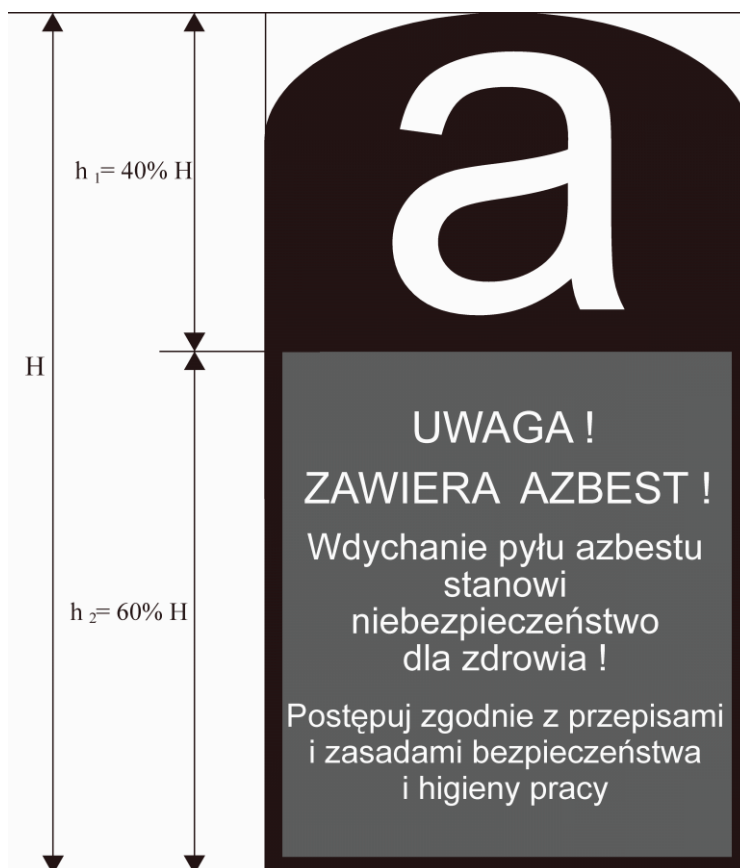 a
h 1= 40% H
H
UWAGA !
ZAWIERA AZBEST !
Wdychanie pyłu azbestu
stanowi
niebezpieczeństwo
dla zdrowia !
h 2= 60% H
Postępuj zgodnie z przepisami
i zasadami bezpieczeństwa
i higieny pracy